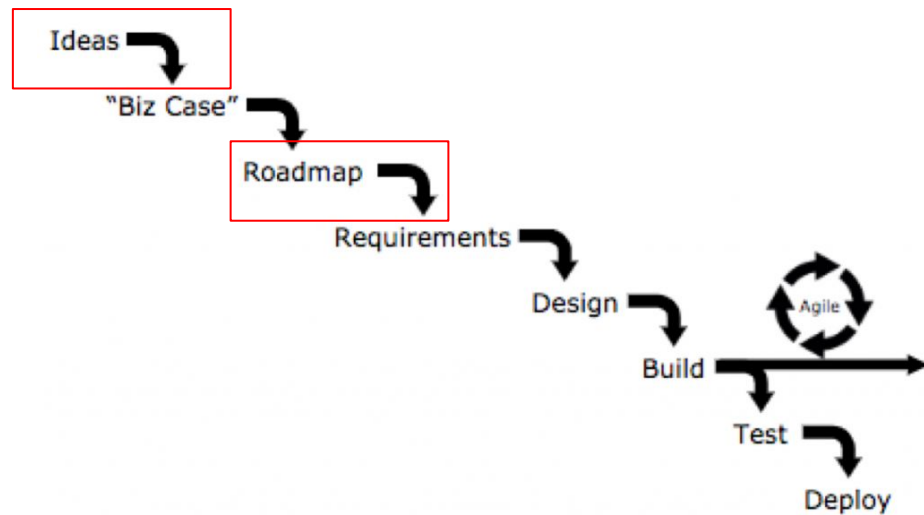 Ideas
“Biz Case”
Roadmap
Requirements
Design
Agile
Build
Test
Deploy